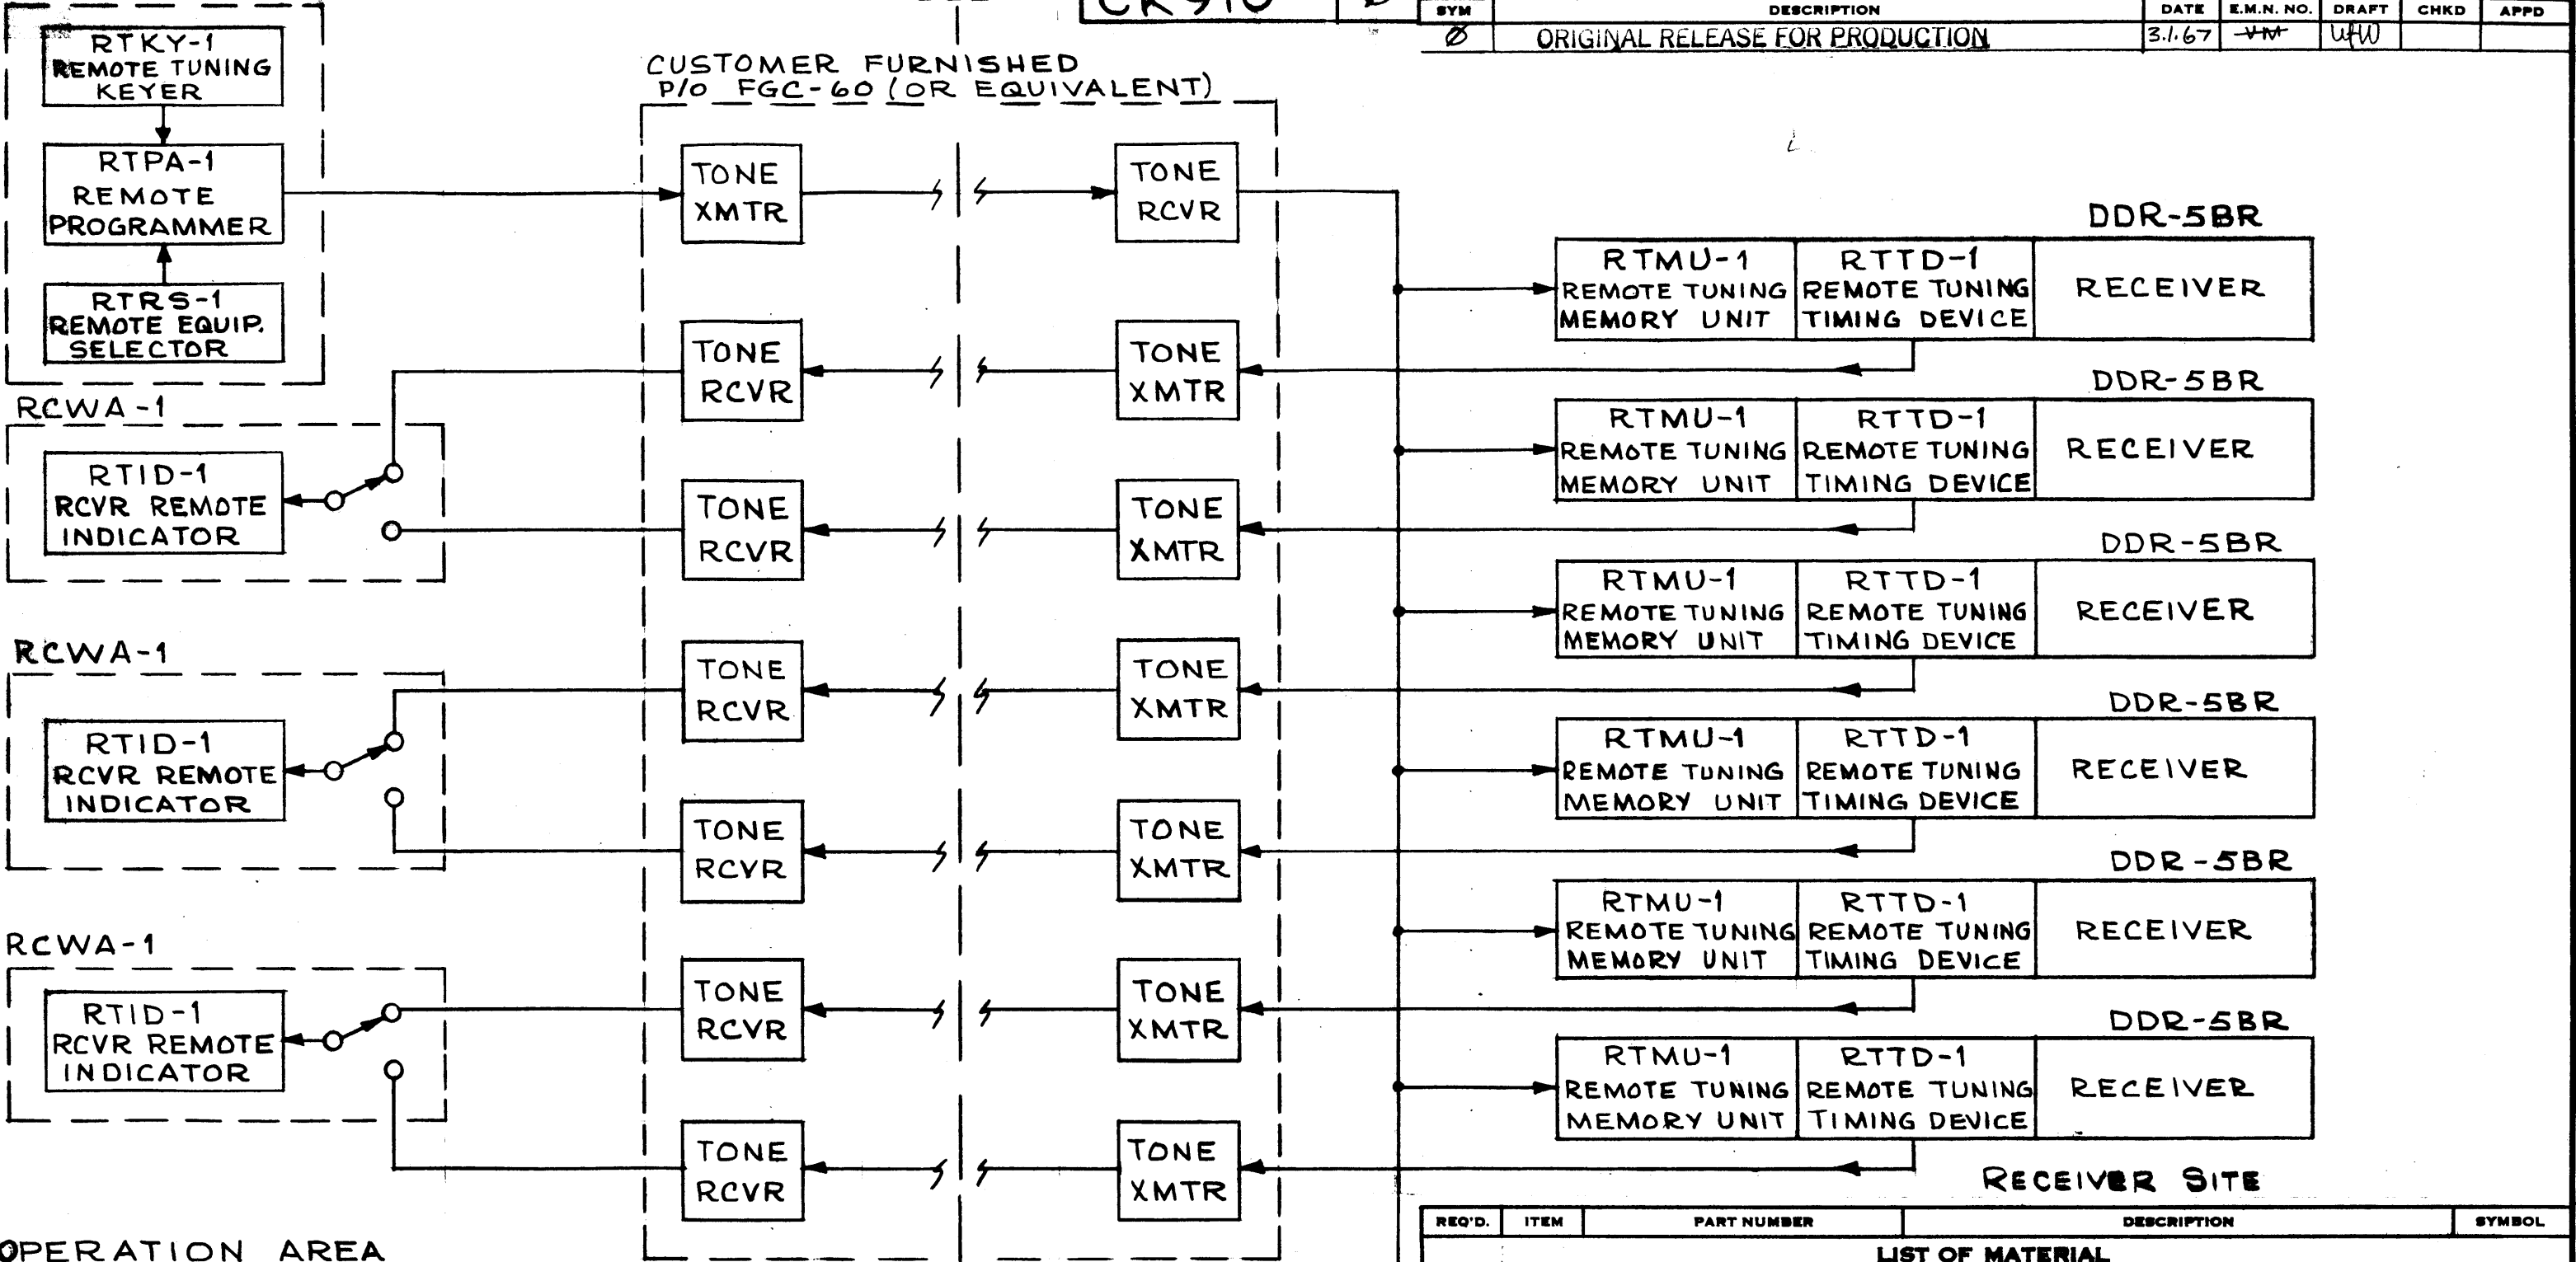 CK910 Ø
SYM DESCRIPTION DATE E.M.N. NO. DRAFT CHKD APPD
Ø ORIGINAL RELEASE FOR PRODUCTION 3.1.67
RTKY-1
REMOTE TUNING
KEYER
RTPA-1
REMOTE
PROGRAMMER
RTRS-1
REMOTE EQUIP.
SELECTOR
RCWA-1
RTID-1
RCVR REMOTE
INDICATOR
RCWA-1
RTID-1
RCVR REMOTE
INDICATOR
RCWA-1
RTID-1
RCVR REMOTE
INDICATOR
OPERATION AREA
CUSTOMER FURNISHED
P/O FGC-60 (OR EQUIVALENT)
TONE
XMTR
TONE
RCVR
TONE
RCVR
TONE
XMTR
TONE
RCVR
TONE
XMTR
TONE
RCVR
TONE
XMTR
TONE
RCVR
TONE
XMTR
TONE
RCVR
TONE
XMTR
TONE
RCVR
TONE
XMTR
DDR-5BR
RTMU-1
REMOTE TUNING
MEMORY UNIT
RTTD-1
REMOTE TUNING
TIMING DEVICE
RECEIVER
DDR-5BR
RTMU-1
REMOTE TUNING
MEMORY UNIT
RTTD-1
REMOTE TUNING
TIMING DEVICE
RECEIVER
DDR-5BR
RTMU-1
REMOTE TUNING
MEMORY UNIT
RTTD-1
REMOTE TUNING
TIMING DEVICE
RECEIVER
DDR-5BR
RTMU-1
REMOTE TUNING
MEMORY UNIT
RTTD-1
REMOTE TUNING
TIMING DEVICE
RECEIVER
DDR-5BR
RTMU-1
REMOTE TUNING
MEMORY UNIT
RTTD-1
REMOTE TUNING
TIMING DEVICE
RECEIVER
DDR-5BR
RTMU-1
REMOTE TUNING
MEMORY UNIT
RTTD-1
REMOTE TUNING
TIMING DEVICE
RECEIVER
RECEIVER SITE
REQ'D. ITEM PART NUMBER DESCRIPTION SYMBOL
LIST OF MATERIAL